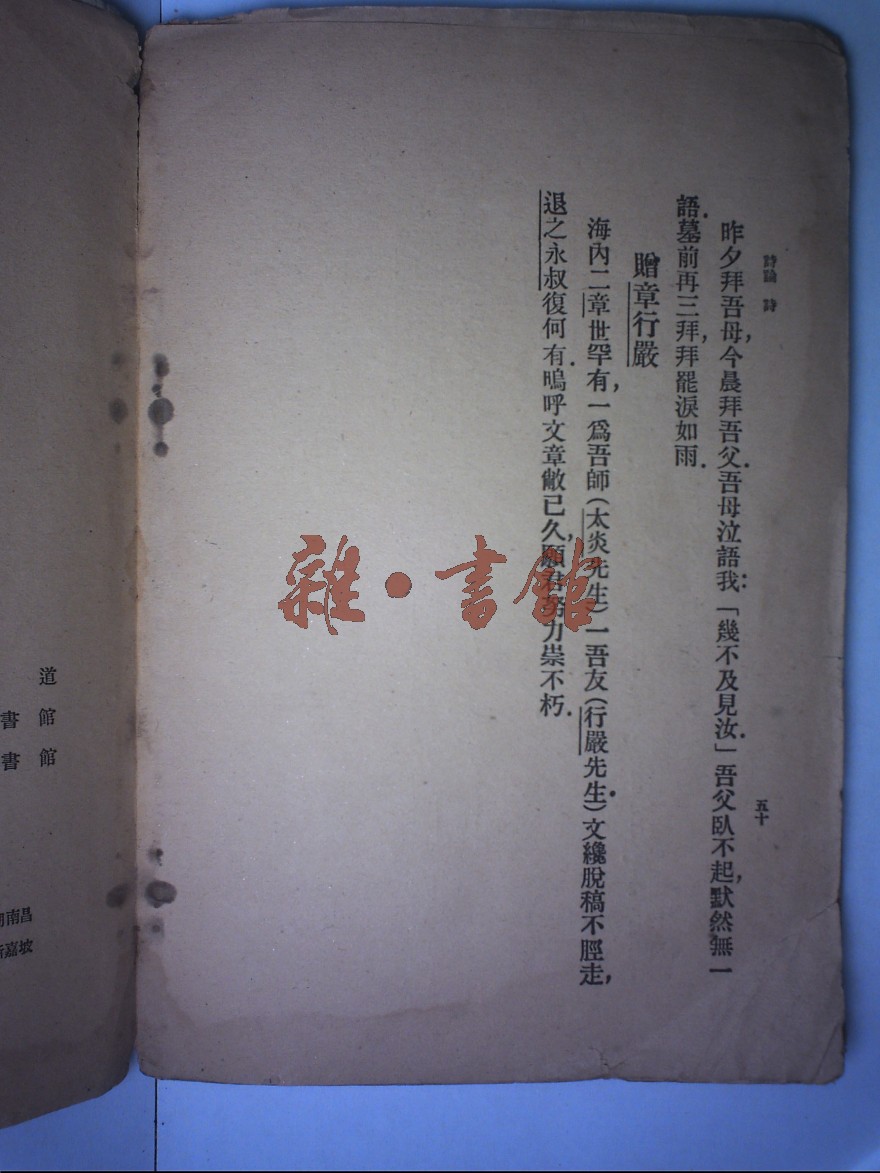 詩論 詩
五十
昨夕拜吾母,今晨拜吾父.吾母泣語我:「幾不及見汝.」吾父臥不起,默然無一
語.墓前再三拜,拜罷淚如雨.
贈章行嚴
海內二章世罕有,一爲吾師(太炎先生)一吾友(行嚴先生.)文纔脫稿不脛走,
退之永叔復何有.嗚呼文章敝已久,願君努力崇不朽.
雜·書館
道
書館
書館
南昌
嘉坡